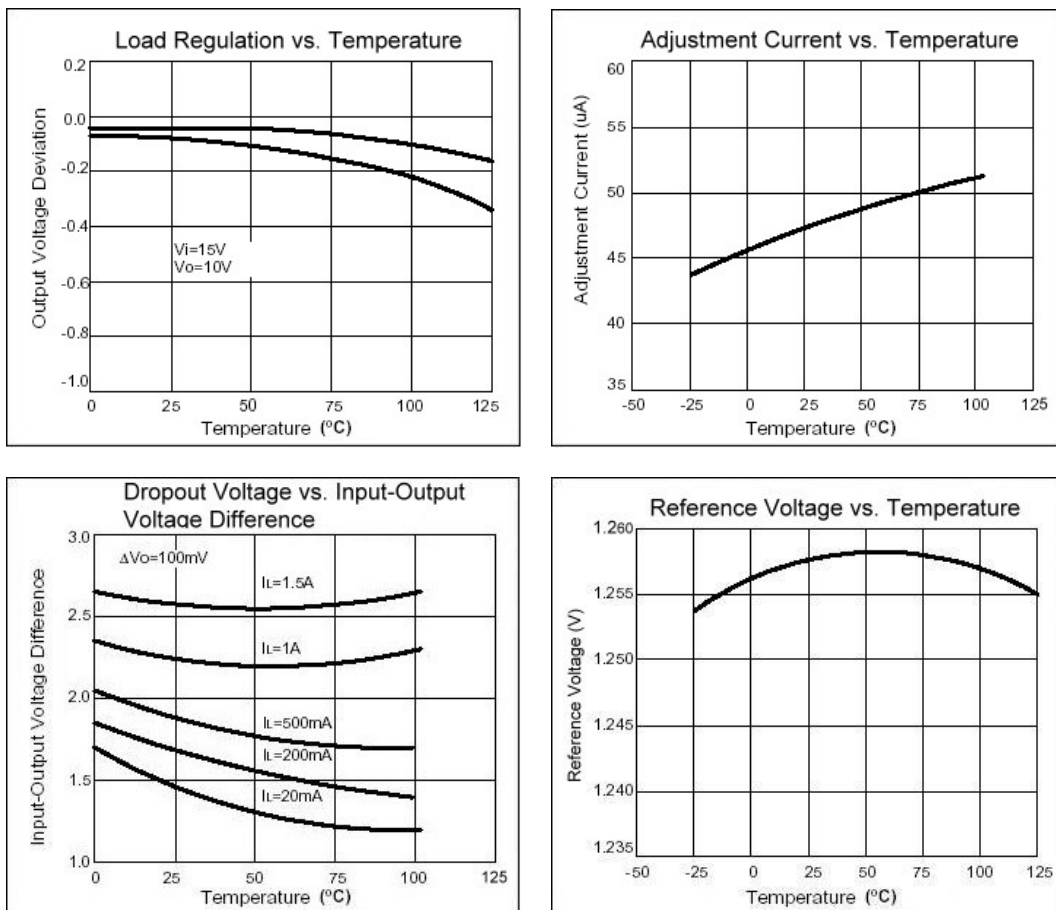 Load Regulation vs. Temperature
Output Voltage Deviation
0.2
0.0
-0.2
-0.4
-0.6
-0.8
-1.0
Vi=15V
Vo=10V
0 25 50 75 100 125
Temperature (ºC)
Adjustment Current vs. Temperature
Adjustment Current (uA)
60
55
50
45
40
35
-50 -25 0 25 50 75 100 125
Temperature (ºC)
Dropout Voltage vs. Input-Output
Voltage Difference
Input-Output Voltage Difference
3.0
2.5
2.0
1.5
1.0
ΔVo=100mV
IL=1.5A
IL=1A
IL=500mA
IL=200mA
IL=20mA
0 25 50 75 100 125
Temperature (ºC)
Reference Voltage vs. Temperature
Reference Voltage (V)
1.260
1.255
1.250
1.245
1.240
1.235
-50 -25 0 25 50 75 100 125
Temperature (ºC)